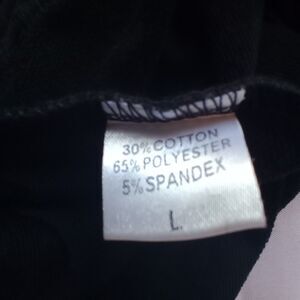 30% COTTON
65% POLYESTER
5% SPANDEX
L